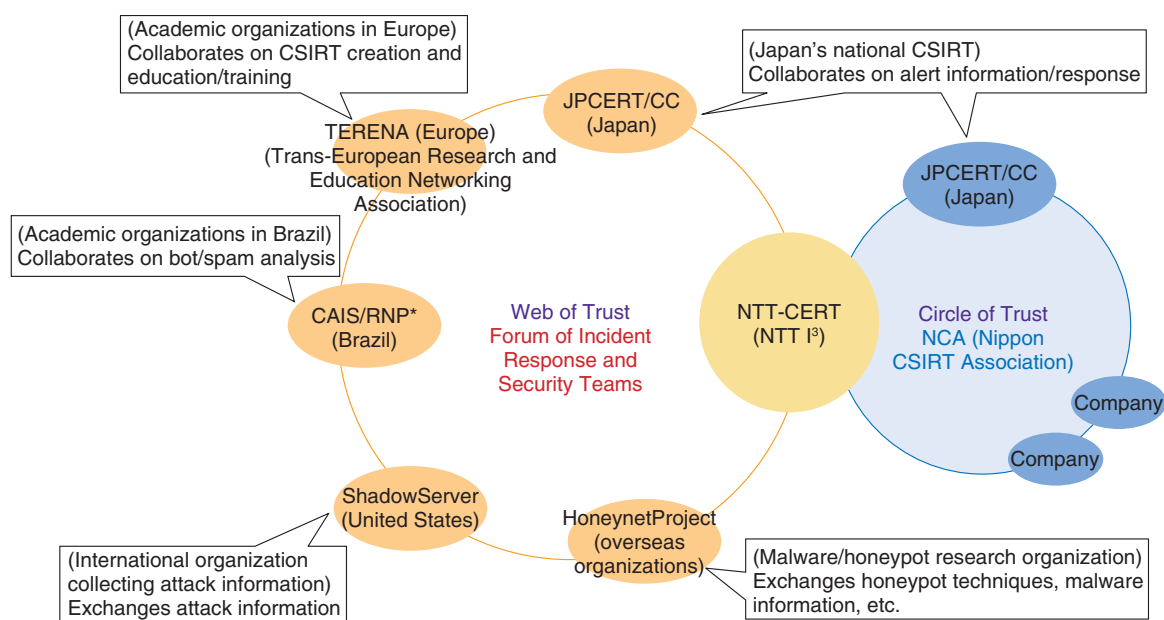 (Academic organizations in Europe)
Collaborates on CSIRT creation and
education/training
(Japan's national CSIRT)
Collaborates on alert information/response
JPCERT/CC
(Japan)
TERENA (Europe)
(Trans-European Research and
Education Networking
Association)
JPCERT/CC
(Japan)
(Academic organizations in Brazil)
Collaborates on bot/spam analysis
CAIS/RNP*
(Brazil)
Web of Trust
Forum of Incident
Response and
Security Teams
NTT-CERT
(NTT I³)
Circle of Trust
NCA (Nippon
CSIRT Association)
Company
Company
ShadowServer
(United States)
HoneynetProject
(overseas
organizations)
(International organization
collecting attack information)
Exchanges attack information
(Malware/honeypot research organization)
Exchanges honeypot techniques, malware
information, etc.